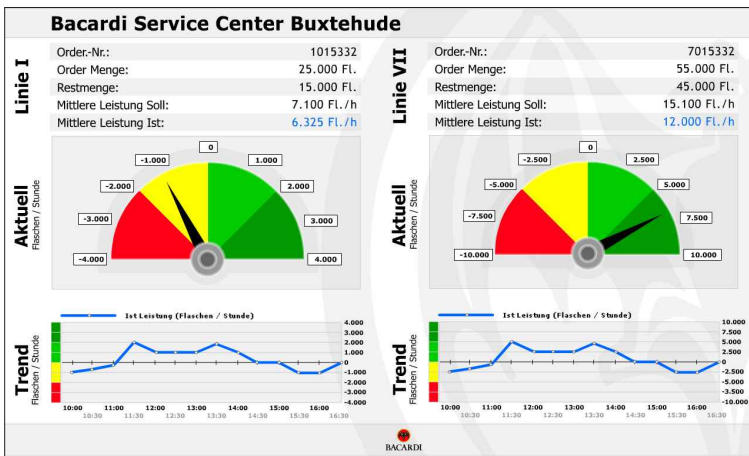 Bacardi Service Center Buxtehude
Linie I
Order-Nr.: 1015332
Order Menge: 25.000 Fl.
Restmenge: 15.000 Fl.
Mittlere Leistung Soll: 7.100 Fl./h
Mittlere Leistung Ist: 6.325 Fl./h
Linie VII
Order.-Nr.: 7015332
Order Menge: 55.000 Fl.
Restmenge: 45.000 Fl.
Mittlere Leistung Soll: 15.100 Fl./h
Mittlere Leistung Ist: 12.000 Fl./h
Aktuell
Flaschen / Stunde
0
-1.000 1.000
-2.000 2.000
-3.000 3.000
-4.000 4.000
Aktuell
Flaschen / Stunde
0
-2.500 2.500
-5.000 5.000
-7.500 7.500
-10.000 10.000
Trend
Flaschen / Stunde
Ist Leistung (Flaschen / Stunde)
4.000
3.000
2.000
1.000
0
-1.000
-2.000
-3.000
-4.000
10:00 11:00 12:00 13:00 14:00 15:00 16:00
10:30 11:30 12:30 13:30 14:30 15:30 16:30
Trend
Flaschen / Stunde
Ist Leistung (Flaschen / Stunde)
10.000
7.500
5.000
2.500
0
-2.500
-5.000
-7.500
-10.000
10:00 11:00 12:00 13:00 14:00 15:00 16:00
10:30 11:30 12:30 13:30 14:30 15:30 16:30
BACARDI